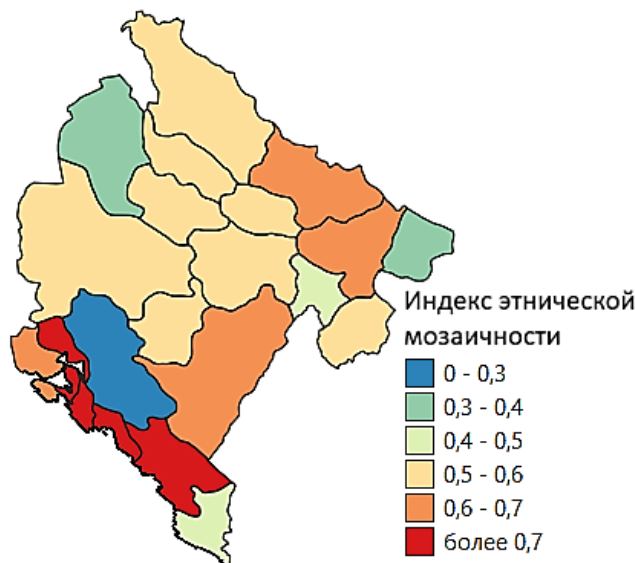 Индекс этнической
мозаичности
0 - 0,3
0,3 - 0,4
0,4 - 0,5
0,5 - 0,6
0,6 - 0,7
более 0,7